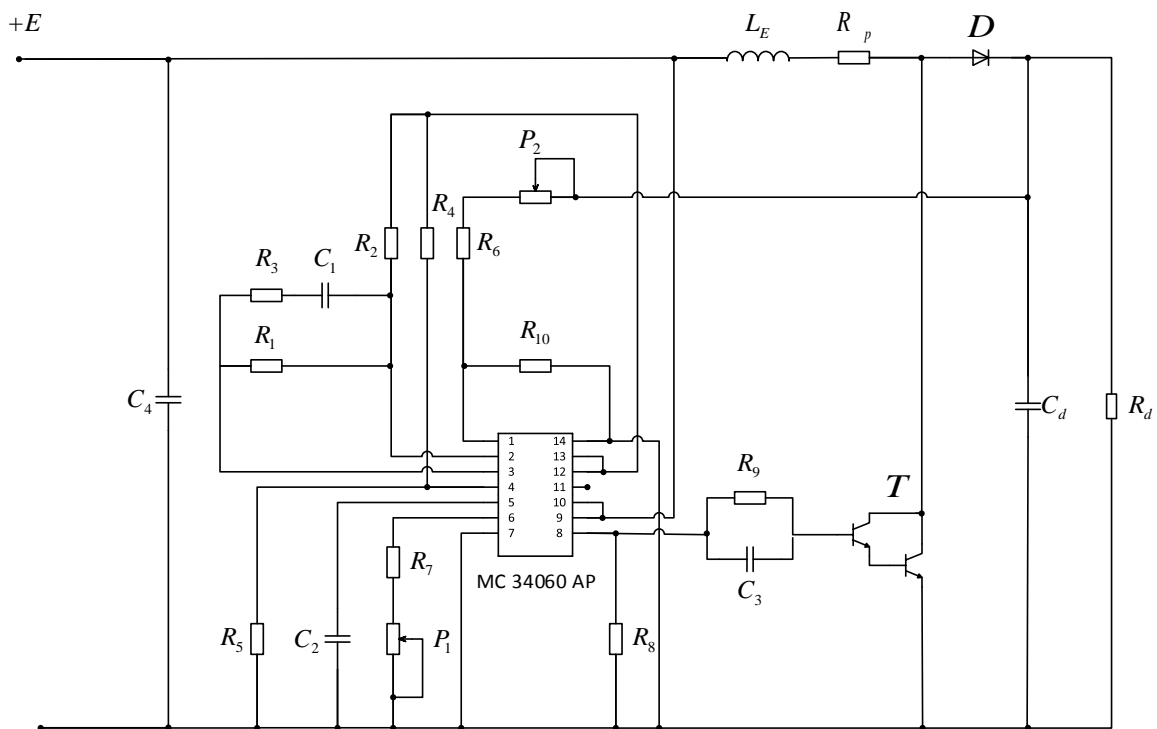 +E
L_E
R_p
D
P_2
R_4
R_2
R_6
R_3
C_1
R_1
R_10
C_4
C_d
R_d
1 14
2 13
3 12
4 11
5 10
6 9
7 8
R_9
T
MC 34060 AP
R_7
C_3
R_5
C_2
P_1
R_8